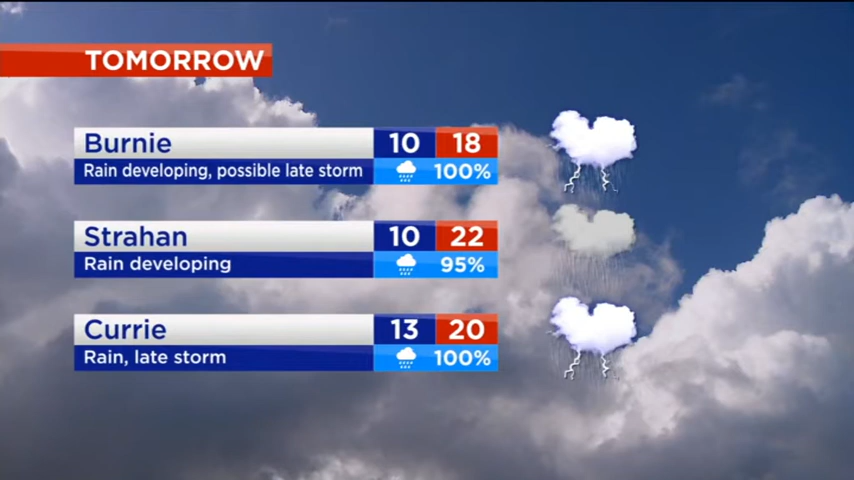 TOMORROW
Burnie 10 18
Rain developing, possible late storm 100%
Strahan 10 22
Rain developing 95%
Currie 13 20
Rain, late storm 100%